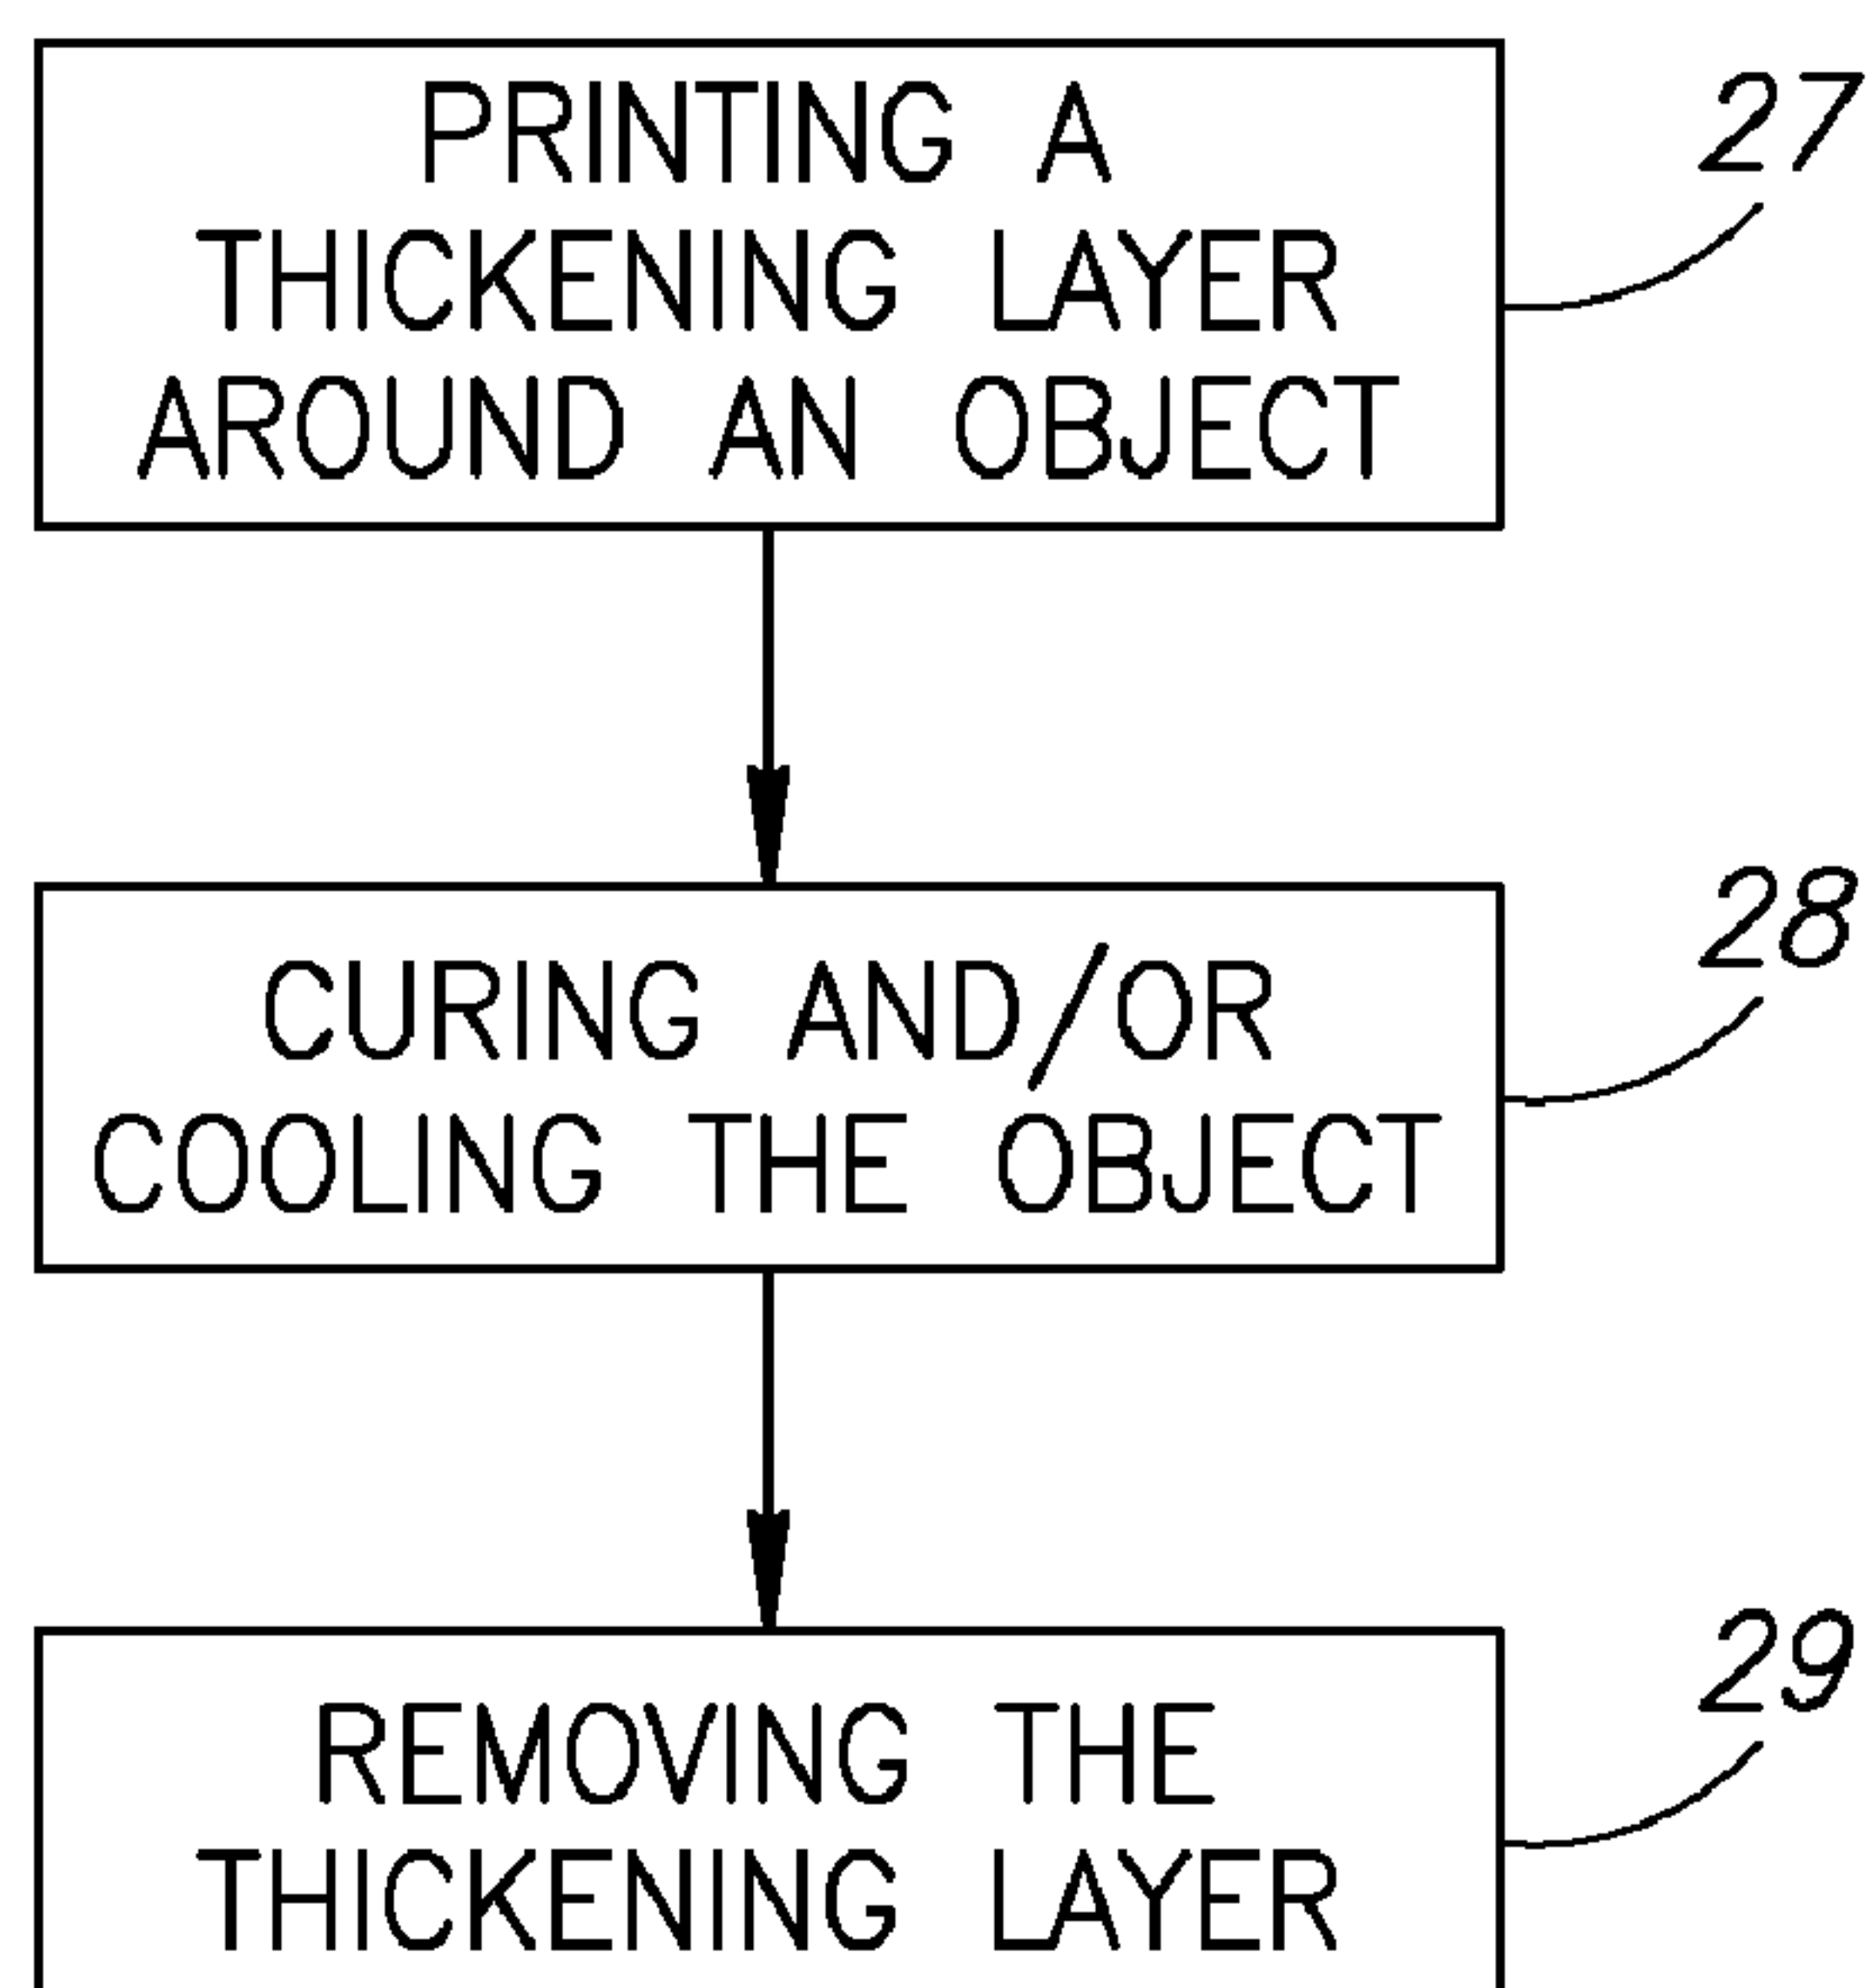 PRINTING A
THICKENING LAYER
AROUND AN OBJECT
27
CURING AND/OR
COOLING THE OBJECT
28
REMOVING THE
THICKENING LAYER
29